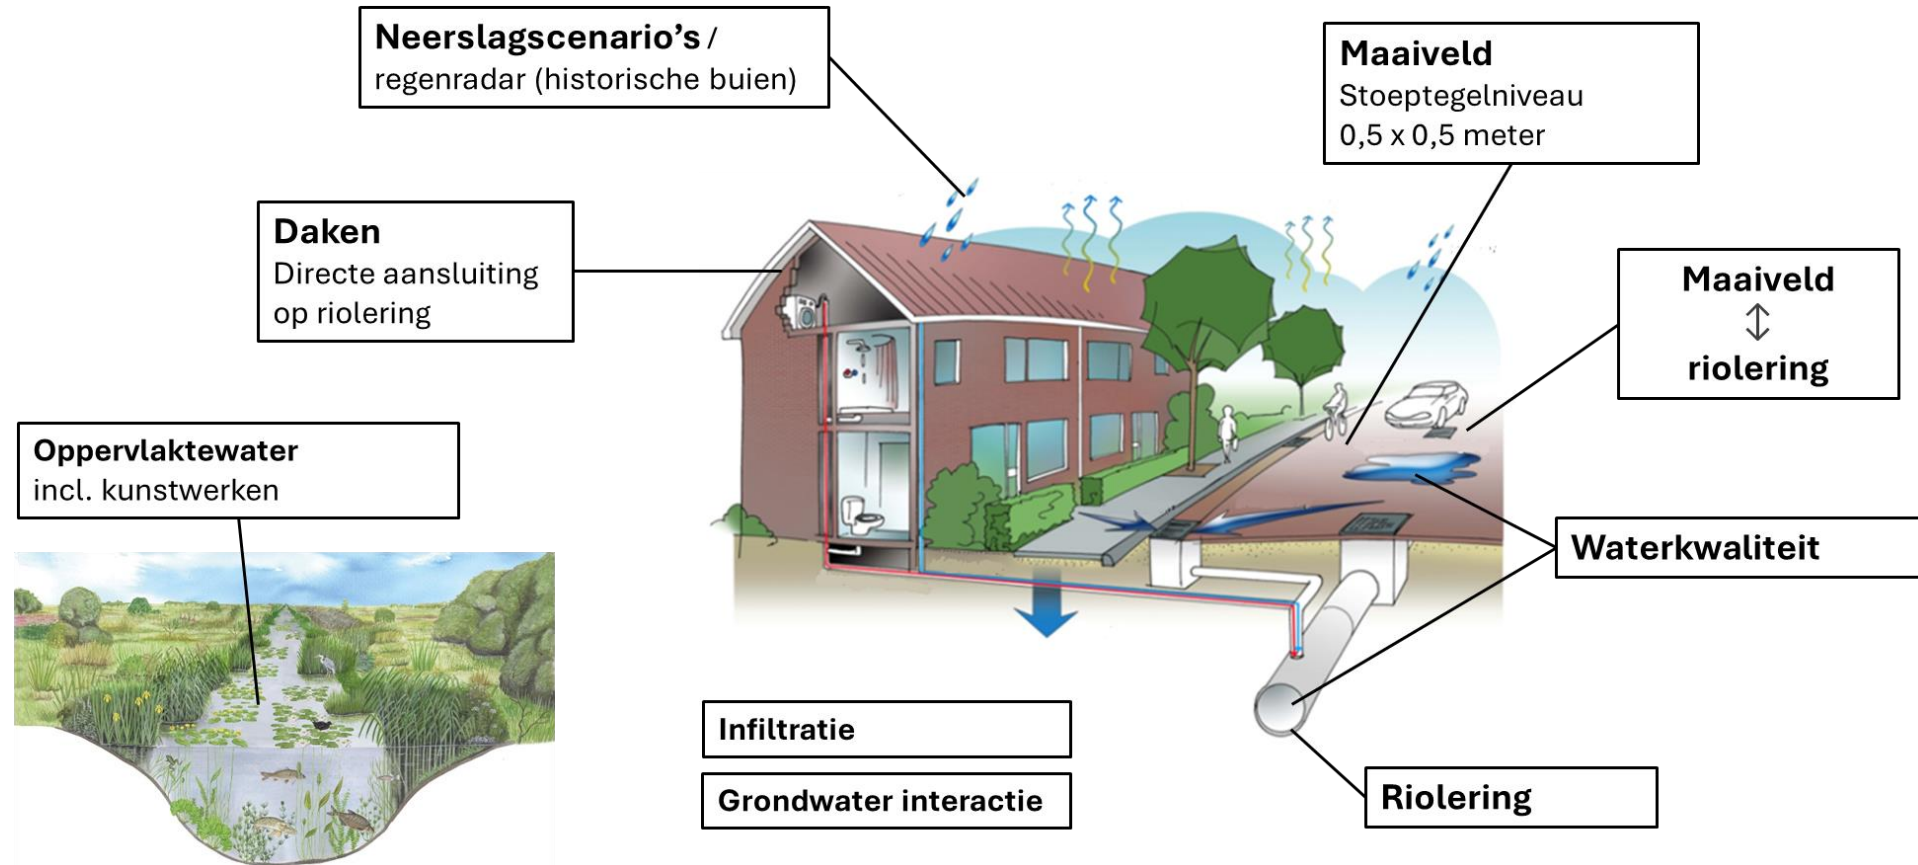 Neerslagscenario’s /
regenradar (historische buien)
Maaiveld
Stoeptegelniveau
0,5 x 0,5 meter
Daken
Directe aansluiting
op riolering
Maaiveld
↕
riolering
Oppervlaktewater
incl. kunstwerken
Waterkwaliteit
Infiltratie
Grondwater interactie
Riolering